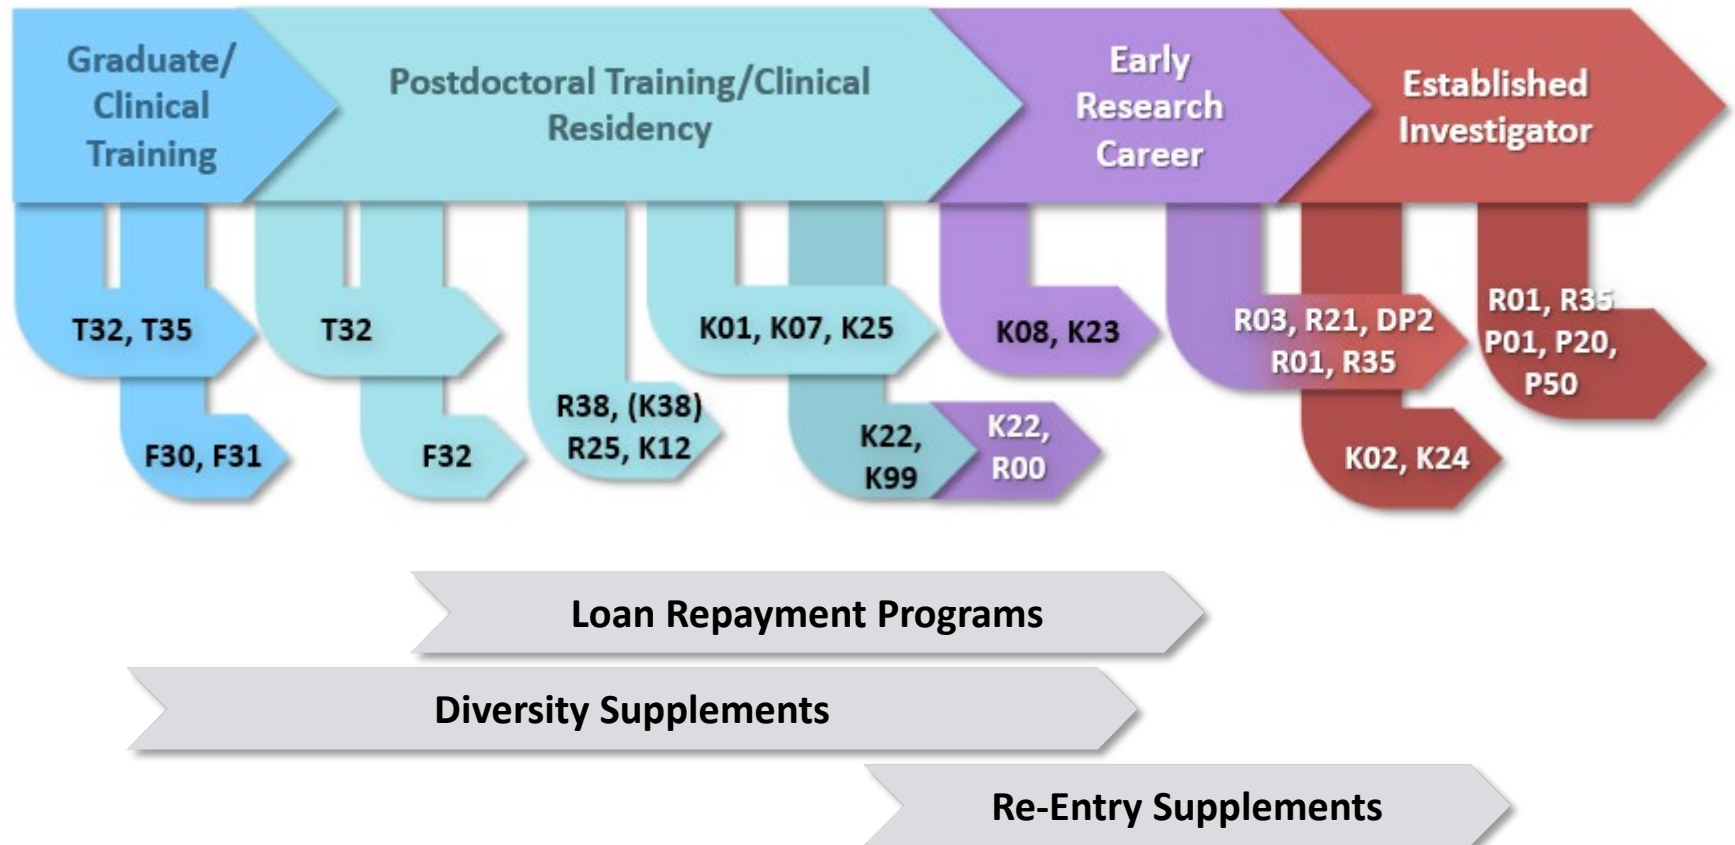 Graduate/
Clinical
Training
Postdoctoral Training/Clinical
Residency
Early
Research
Career
Established
Investigator
T32, T35
F30, F31
T32
F32
R38, (K38)
R25, K12
K01, K07, K25
K22,
K99
K22,
R00
K08, K23
R03, R21, DP2
R01, R35
K02, K24
R01, R35
P01, P20,
P50
Loan Repayment Programs
Diversity Supplements
Re-Entry Supplements